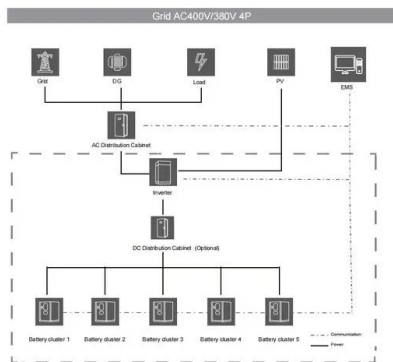 Grid AC400V/380V 4P
Grid
DG
Load
PV
EMS
AC Distribution Cabinet
Inverter
DC Distribution Cabinet (Optional)
Battery cluster 1
Battery cluster 2
Battery cluster 3
Battery cluster 4
Battery cluster 5
Communication
Power